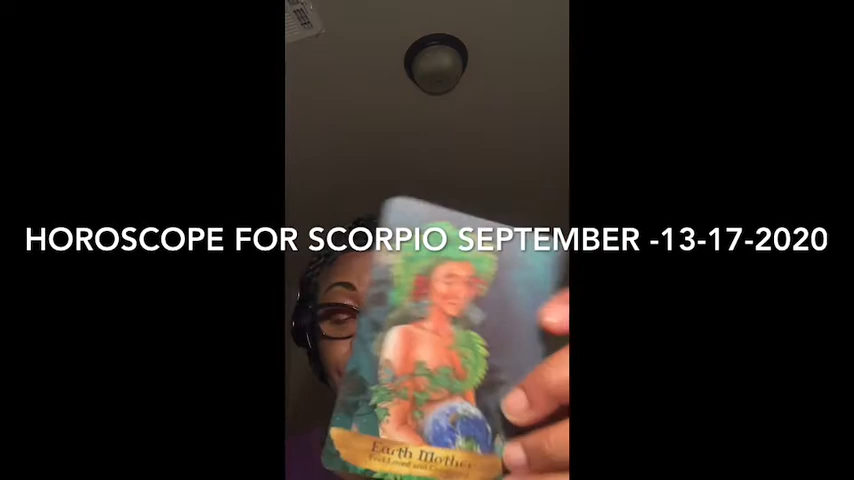 HOROSCOPE FOR SCORPIO SEPTEMBER -13-17-2020
Earth Mother